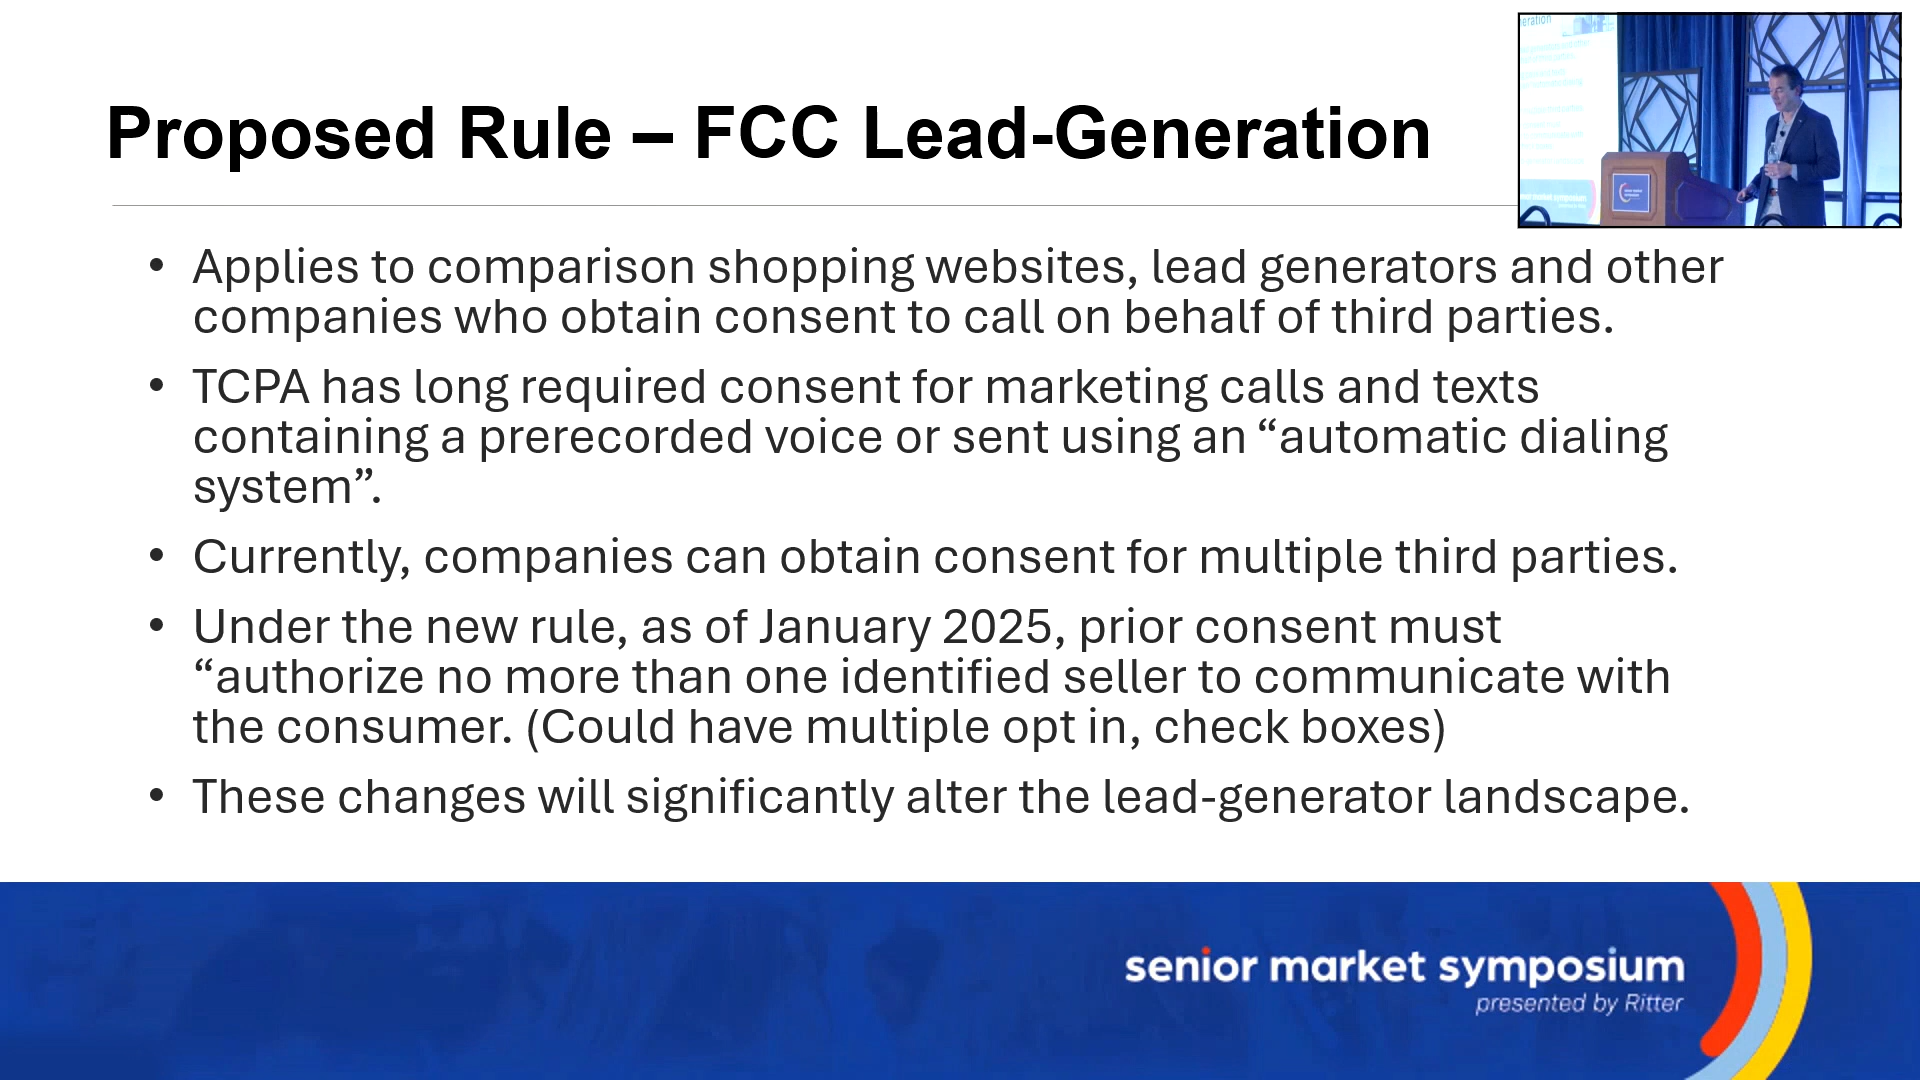 Proposed Rule – FCC Lead-Generation
• Applies to comparison shopping websites, lead generators and other
companies who obtain consent to call on behalf of third parties.
• TCPA has long required consent for marketing calls and texts
containing a prerecorded voice or sent using an “automatic dialing
system”.
• Currently, companies can obtain consent for multiple third parties.
• Under the new rule, as of January 2025, prior consent must
“authorize no more than one identified seller to communicate with
the consumer. (Could have multiple opt in, check boxes)
• These changes will significantly alter the lead-generator landscape.
senior market symposium
presented by Ritter